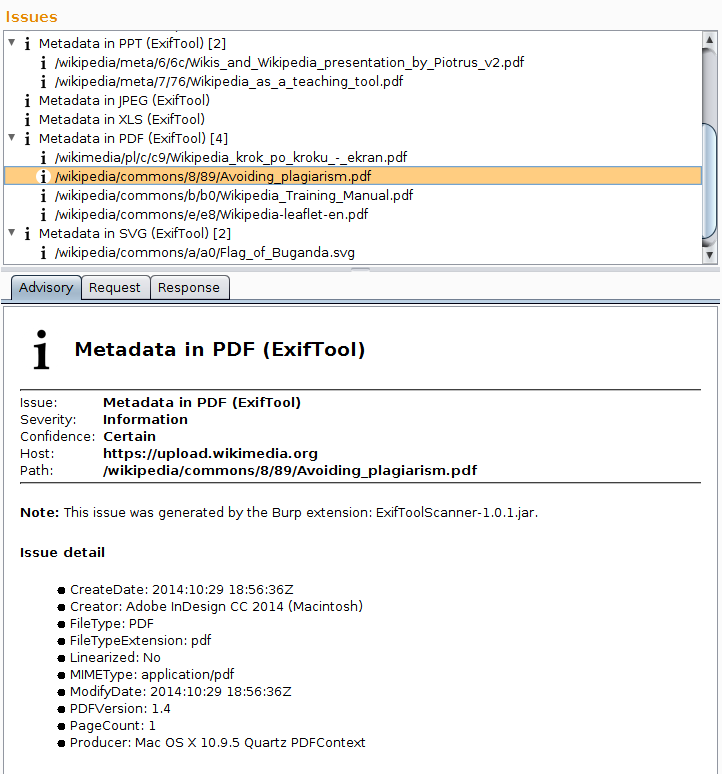 Issues
Metadata in PPT (ExifTool) [2]
/wikipedia/meta/6/6c/Wikis_and_Wikipedia_presentation_by_Piotrus_v2.pdf
/wikipedia/meta/7/76/Wikipedia_as_a_teaching_tool.pdf
Metadata in JPEG (ExifTool)
Metadata in XLS (ExifTool)
Metadata in PDF (ExifTool) [4]
/wikimedia/pl/c/c9/Wikipedia_krok_po_kroku_-_ekran.pdf
/wikipedia/commons/8/89/Avoiding_plagiarism.pdf
/wikipedia/commons/b/b0/Wikipedia_Training_Manual.pdf
/wikipedia/commons/e/e8/Wikipedia-leaflet-en.pdf
Metadata in SVG (ExifTool) [2]
/wikipedia/commons/a/a0/Flag_of_Buganda.svg
Advisory Request Response
Metadata in PDF (ExifTool)
Issue: Metadata in PDF (ExifTool)
Severity: Information
Confidence: Certain
Host: https://upload.wikimedia.org
Path: /wikipedia/commons/8/89/Avoiding_plagiarism.pdf
Note: This issue was generated by the Burp extension: ExifToolScanner-1.0.1.jar.
Issue detail
CreateDate: 2014:10:29 18:56:36Z
Creator: Adobe InDesign CC 2014 (Macintosh)
FileType: PDF
FileTypeExtension: pdf
Linearized: No
MIMEType: application/pdf
ModifyDate: 2014:10:29 18:56:36Z
PDFVersion: 1.4
PageCount: 1
Producer: Mac OS X 10.9.5 Quartz PDFContext